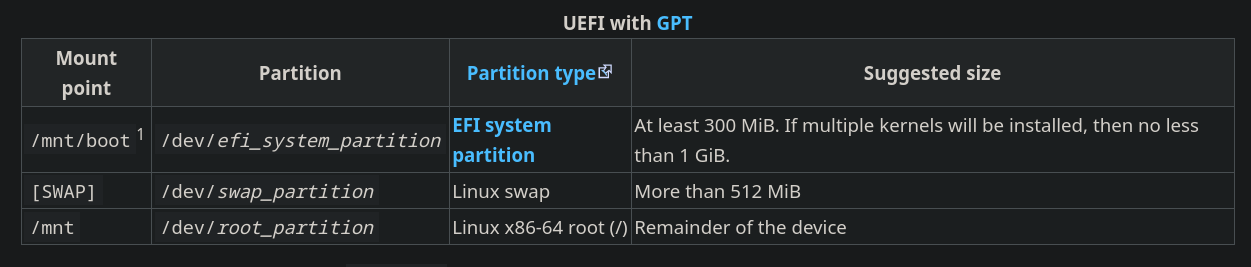 UEFI with GPT
Mount
point
Partition
Partition type
Suggested size
/mnt/boot 1
/dev/efi_system_partition
EFI system
partition
At least 300 MiB. If multiple kernels will be installed, then no less
than 1 GiB.
[SWAP]
/dev/swap_partition
Linux swap
More than 512 MiB
/mnt
/dev/root_partition
Linux x86-64 root (/)
Remainder of the device